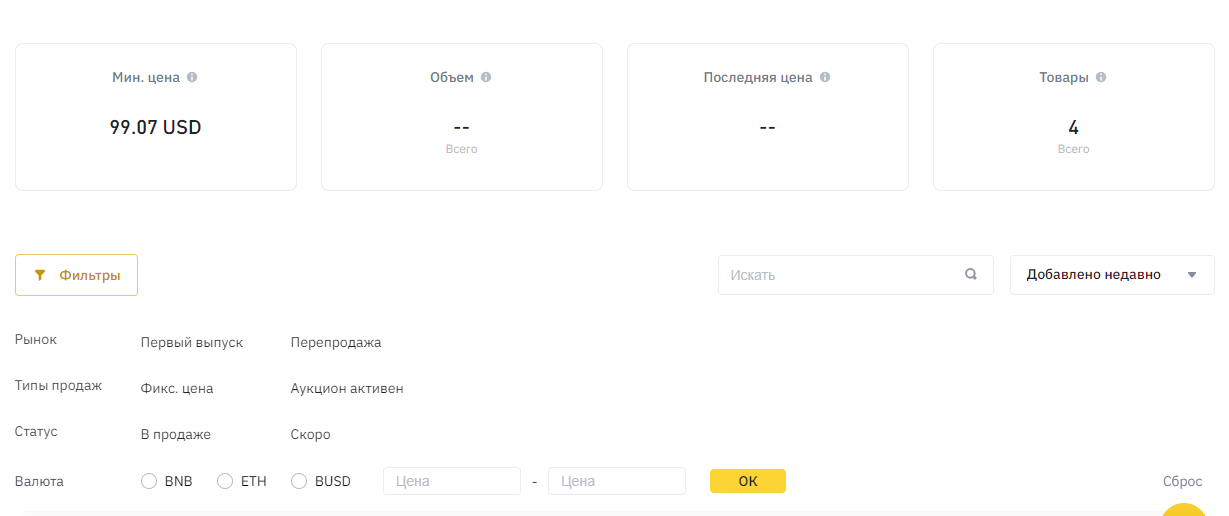 Мин. цена
Объем
Последняя цена
Товары
99.07 USD
--
--
4
Всего
Всего
Фильтры
Искать
Добавлено недавно
Рынок Первый выпуск Перепродажа
Типы продаж Фикс. цена Аукцион активен
Статус В продаже Скоро
Валюта BNB ETH BUSD Цена - Цена ОК Сброс